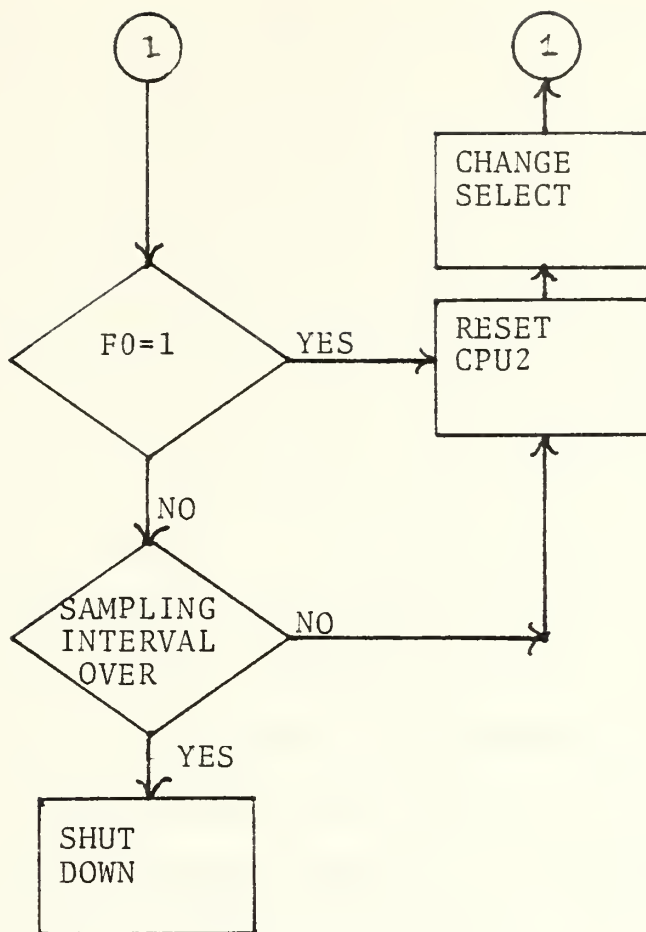 1
1
CHANGE
SELECT
F0=1
YES
RESET
CPU2
NO
SAMPLING
INTERVAL
OVER
NO
YES
SHUT
DOWN